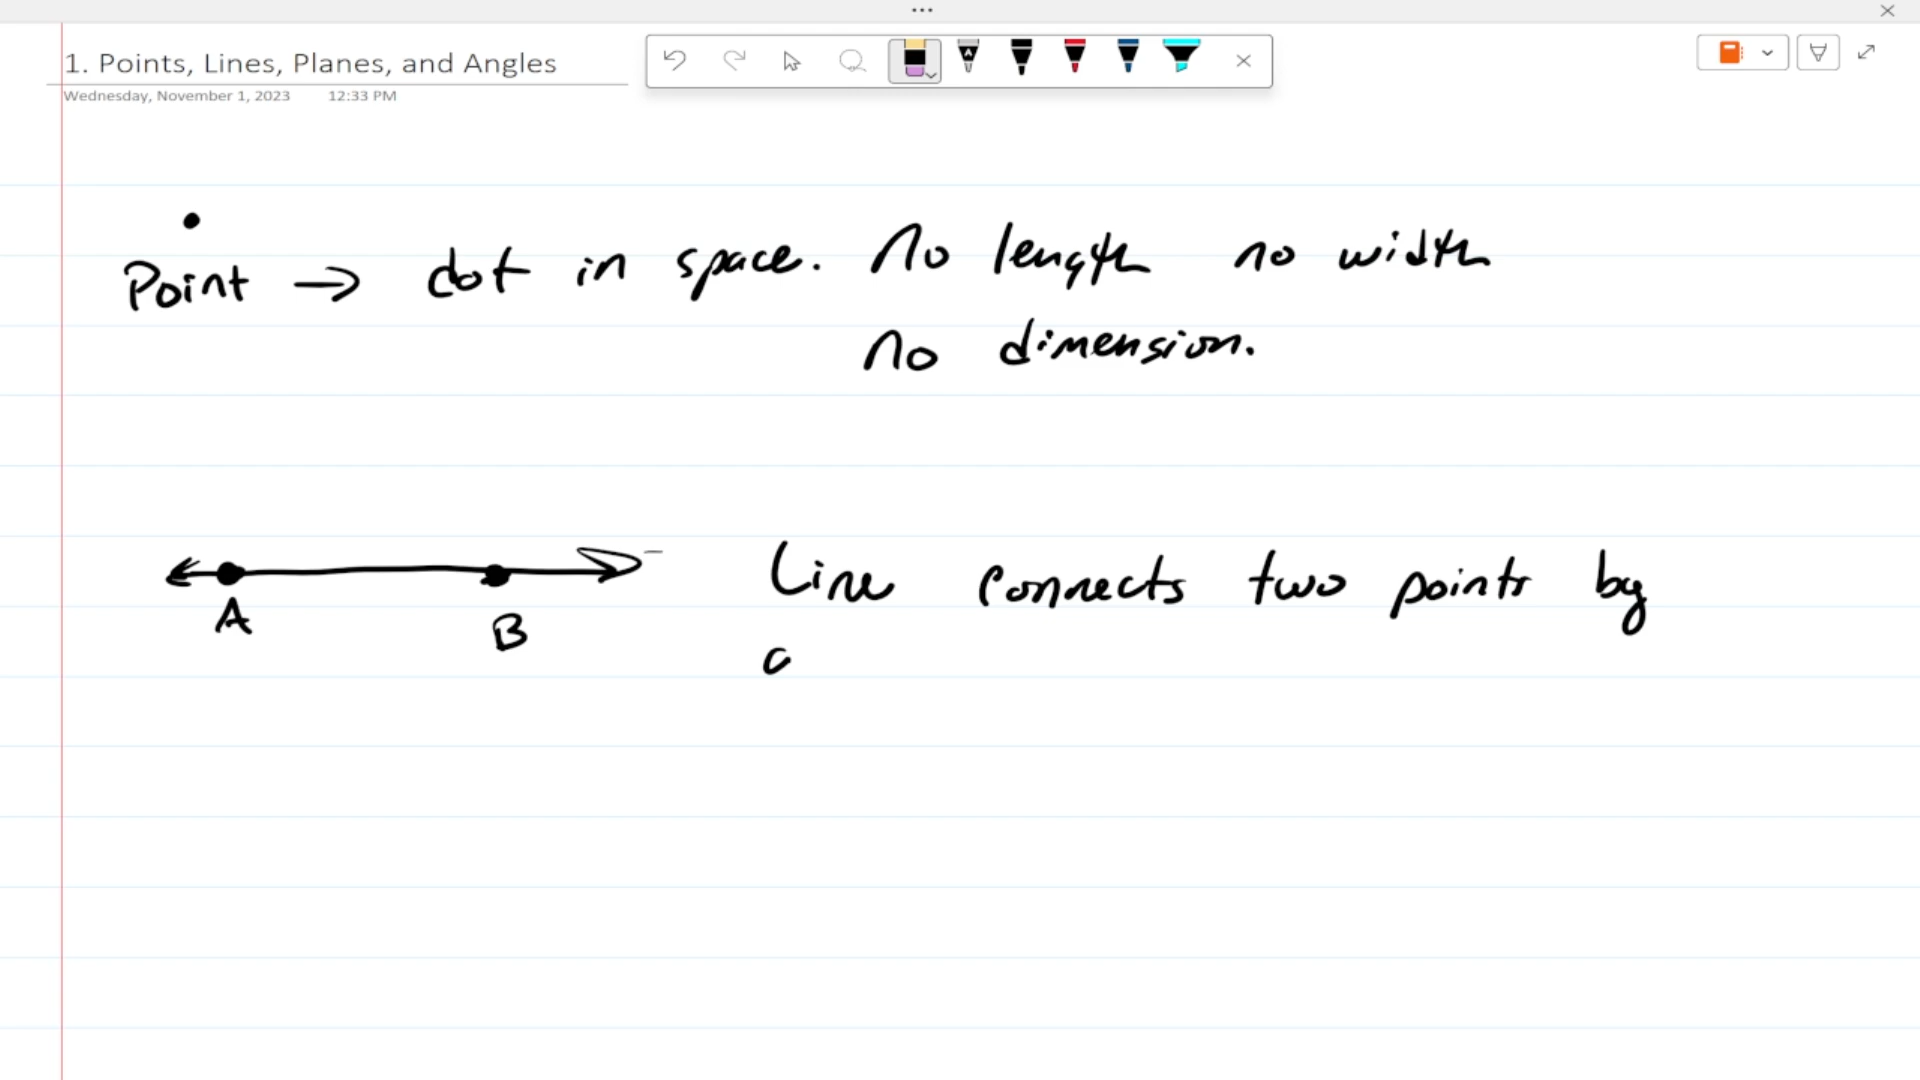 1. Points, Lines, Planes, and Angles
Wednesday, November 1, 2023 12:33 PM
Point → dot in space. No length no width
no dimension.
Line connects two points by
a
A B